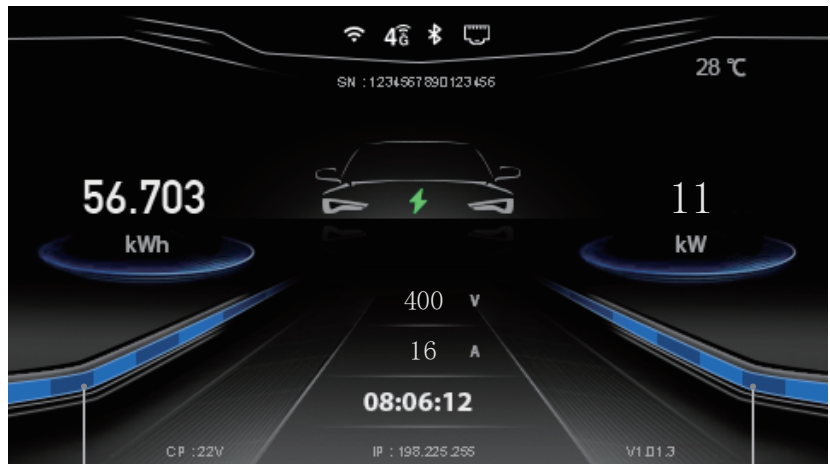 4G
28 ℃
SN : 1234567890123456
56.703
kWh
11
kW
400 V
16 A
08:06:12
CP :22V
IP : 198.225.255
V1.01.3